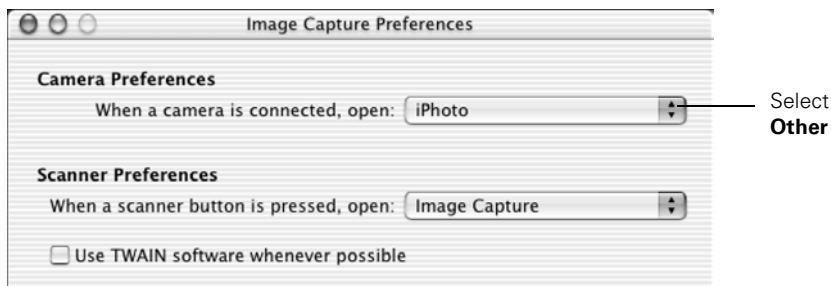 Image Capture Preferences
Camera Preferences
When a camera is connected, open: iPhoto
Select
Other
Scanner Preferences
When a scanner button is pressed, open: Image Capture
Use TWAIN software whenever possible